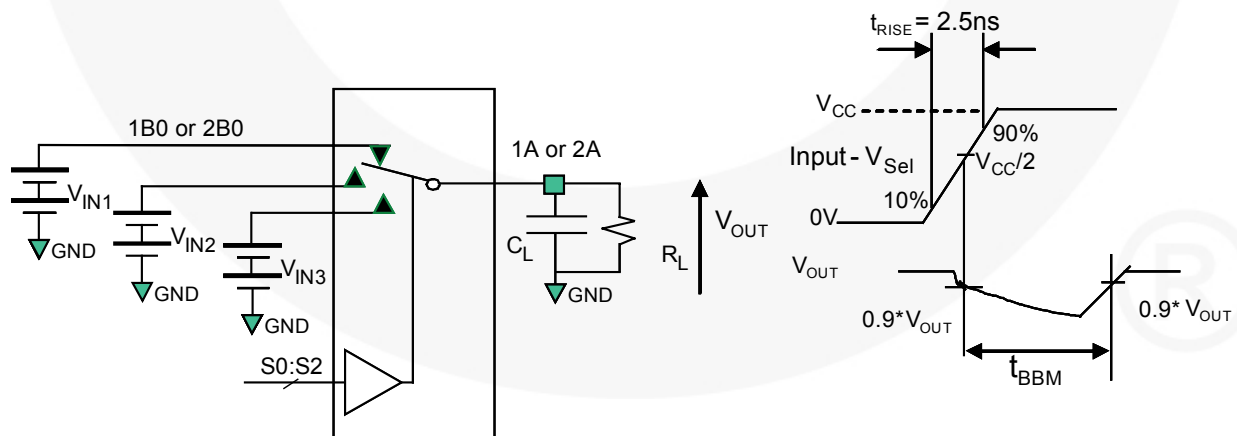 1B0 or 2B0
V_IN1
GND
V_IN2
GND
V_IN3
GND
S0:S2
1A or 2A
C_L
GND
R_L
V_OUT
t_RISE = 2.5ns
V_CC
90%
Input - V_Sel
V_CC/2
10%
0V
V_OUT
0.9* V_OUT
0.9* V_OUT
t_BBM
®